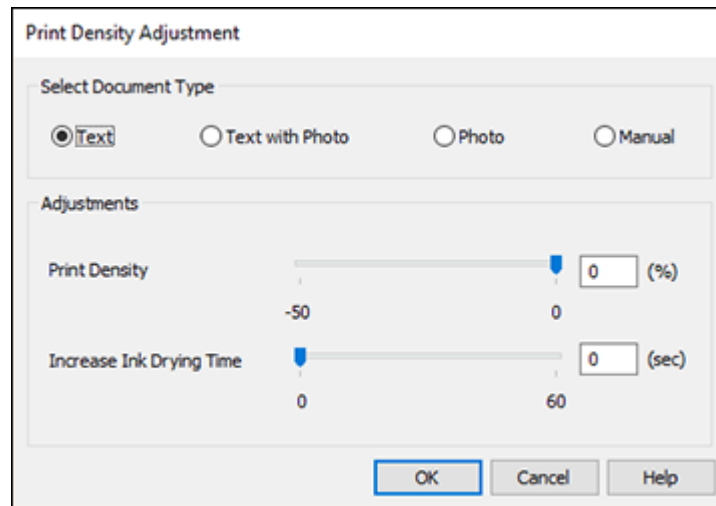 Print Density Adjustment
Select Document Type
Text Text with Photo Photo Manual
Adjustments
Print Density 0 (%)
-50 0
Increase Ink Drying Time 0 (sec)
0 60
OK Cancel Help